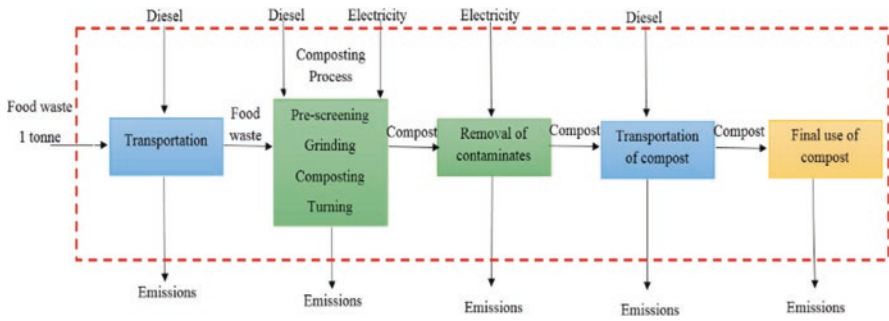 Diesel
Diesel
Electricity
Electricity
Diesel
Composting
Process
Food waste
1 tonne
Transportation
Food
waste
Pre-screening
Grinding
Composting
Turning
Compost
Removal of
contaminates
Compost
Transportation
of compost
Compost
Final use of
compost
Emissions
Emissions
Emissions
Emissions
Emissions